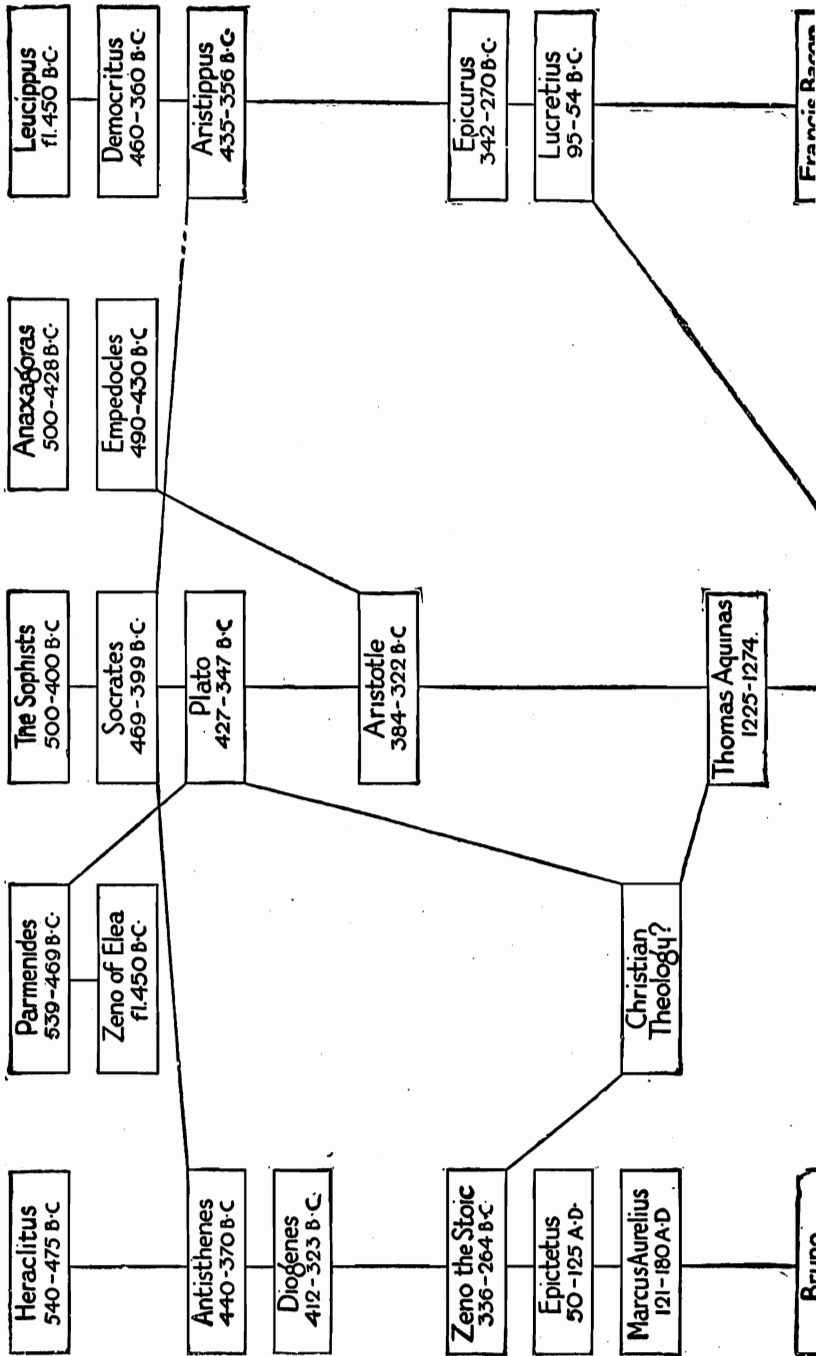 Leucippus
fl.450 B·C·
Democritus
460-360 B·C·
Aristippus
435-356 B·C·
Epicurus
342-270 B·C·
Lucretius
95-54 B·C·
Francis Bacon
Anaxagoras
500-428 B·C·
Empedocles
490-430 B·C
The Sophists
500-400 B·C
Socrates
469-399 B·C·
Plato
427-347 B·C
Aristotle
384-322 B·C
Thomas Aquinas
1225-1274.
Parmenides
539-469 B·C·
Zeno of Elea
fl.450 B·C·
Christian
Theology?
Heraclitus
540-475 B·C
Antisthenes
440-370 B·C
Diogenes
412-323 B·C·
Zeno the Stoic
336-264 B·C·
Epictetus
50-125 A·D·
Marcus Aurelius
121-180 A·D
Bruno